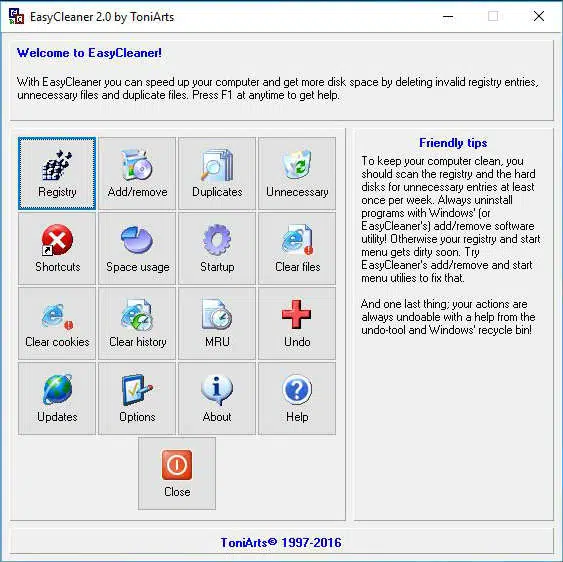 EasyCleaner 2.0 by ToniArts
Welcome to EasyCleaner!
With EasyCleaner you can speed up your computer and get more disk space by deleting invalid registry entries,
unnecessary files and duplicate files. Press F1 at anytime to get help.
Registry
Add/remove
Duplicates
Unnecessary
Shortcuts
Space usage
Startup
Clear files
Clear cookies
Clear history
MRU
Undo
Updates
Options
About
Help
Close
Friendly tips
To keep your computer clean, you
should scan the registry and the hard
disks for unnecessary entries at least
once per week. Always uninstall
programs with Windows' (or
EasyCleaner's) add/remove software
utility! Otherwise your registry and start
menu gets dirty soon. Try
EasyCleaner's add/remove and start
menu utilies to fix that.
And one last thing; your actions are
always undoable with a help from the
undo-tool and Windows' recycle bin!
ToniArts© 1997-2016